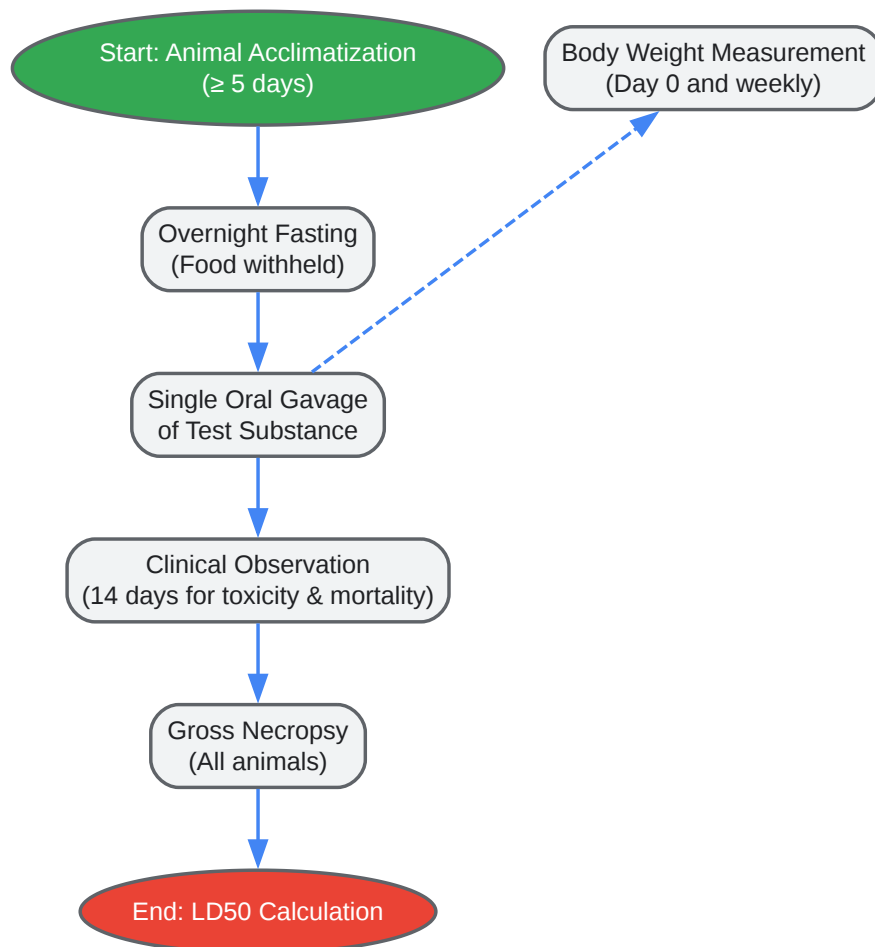 Start: Animal Acclimatization
(≥ 5 days)
Body Weight Measurement
(Day 0 and weekly)
Overnight Fasting
(Food withheld)
Single Oral Gavage
of Test Substance
Clinical Observation
(14 days for toxicity & mortality)
Gross Necropsy
(All animals)
End: LD50 Calculation